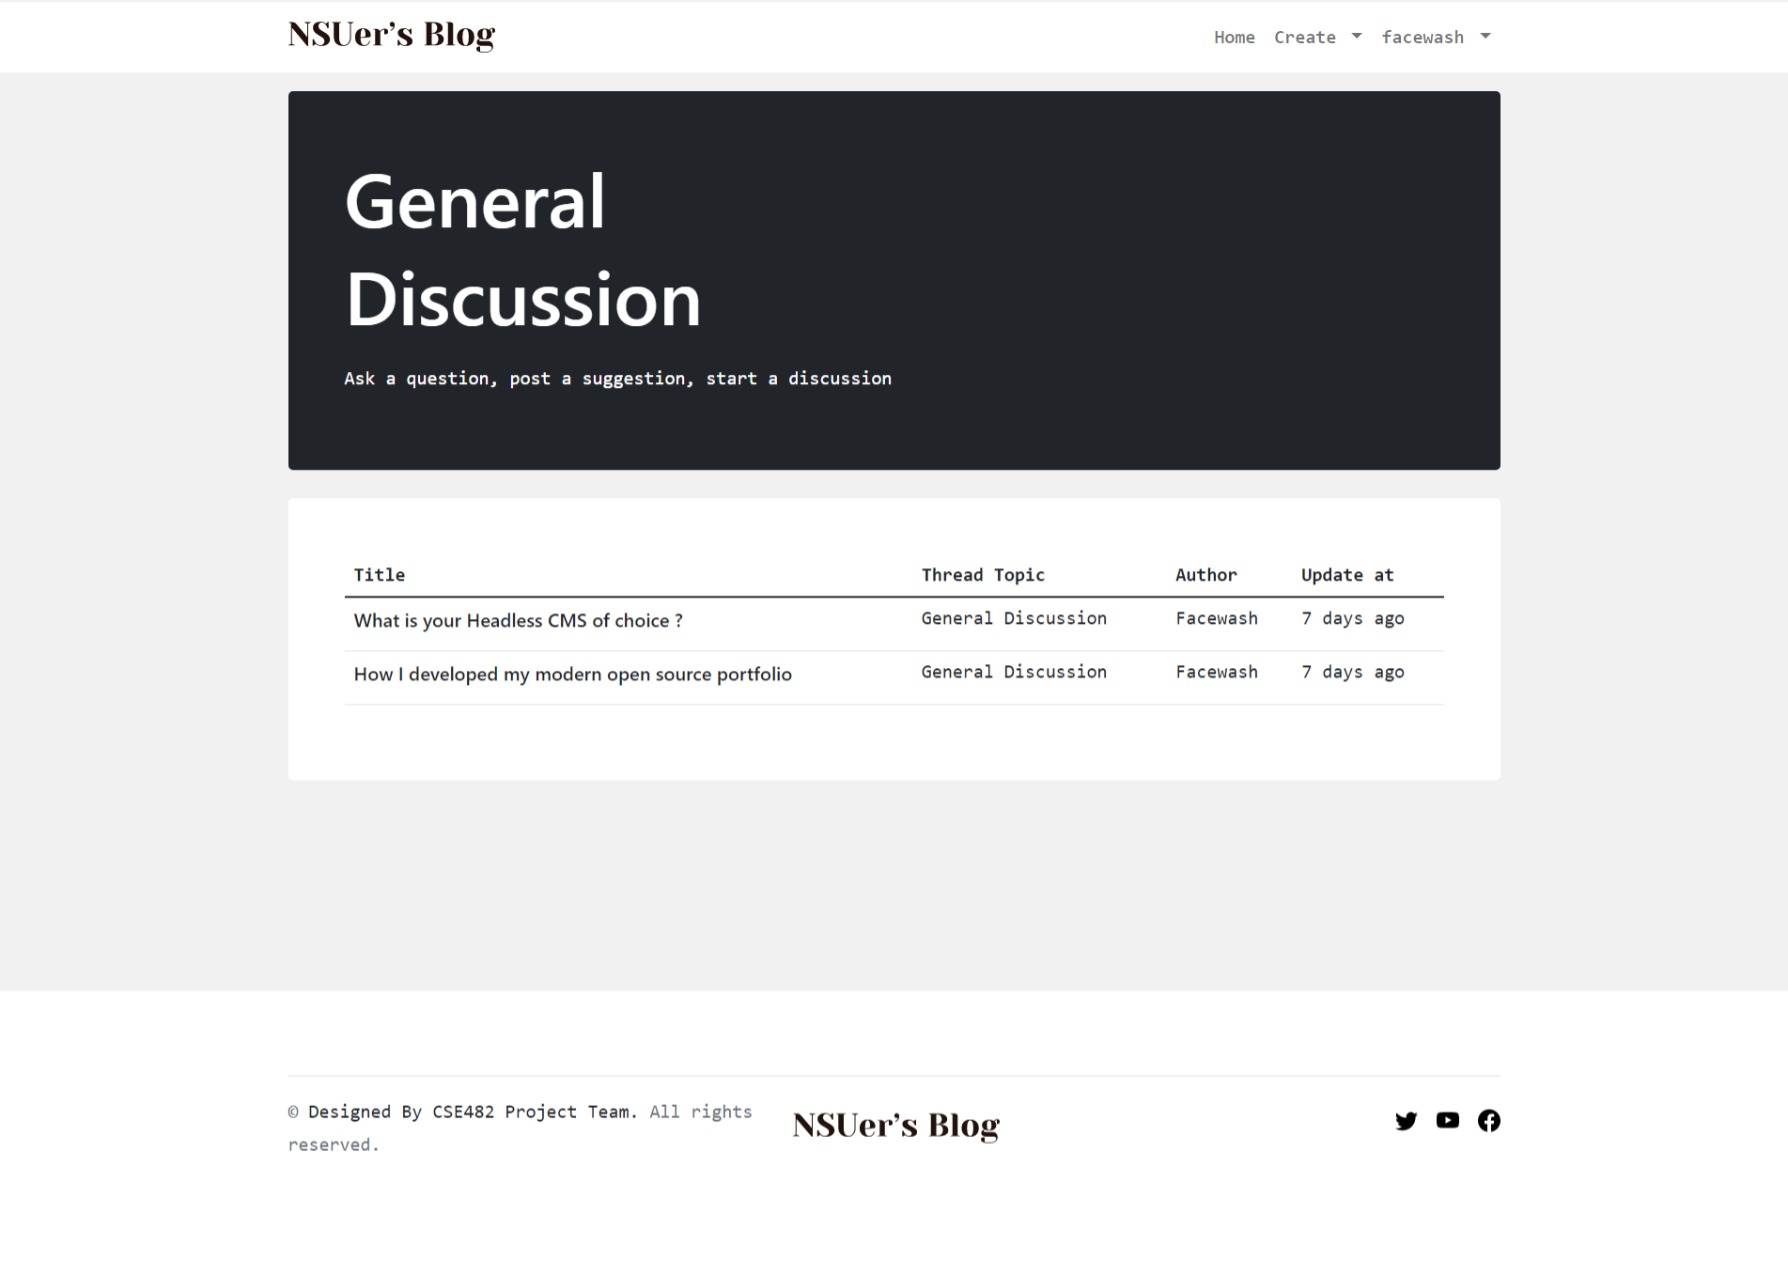 NSUer's Blog
Home Create facewash
General
Discussion
Ask a question, post a suggestion, start a discussion
Title Thread Topic Author Update at
What is your Headless CMS of choice ? General Discussion Facewash 7 days ago
How I developed my modern open source portfolio General Discussion Facewash 7 days ago
© Designed By CSE482 Project Team. All rights
reserved.
NSUer's Blog